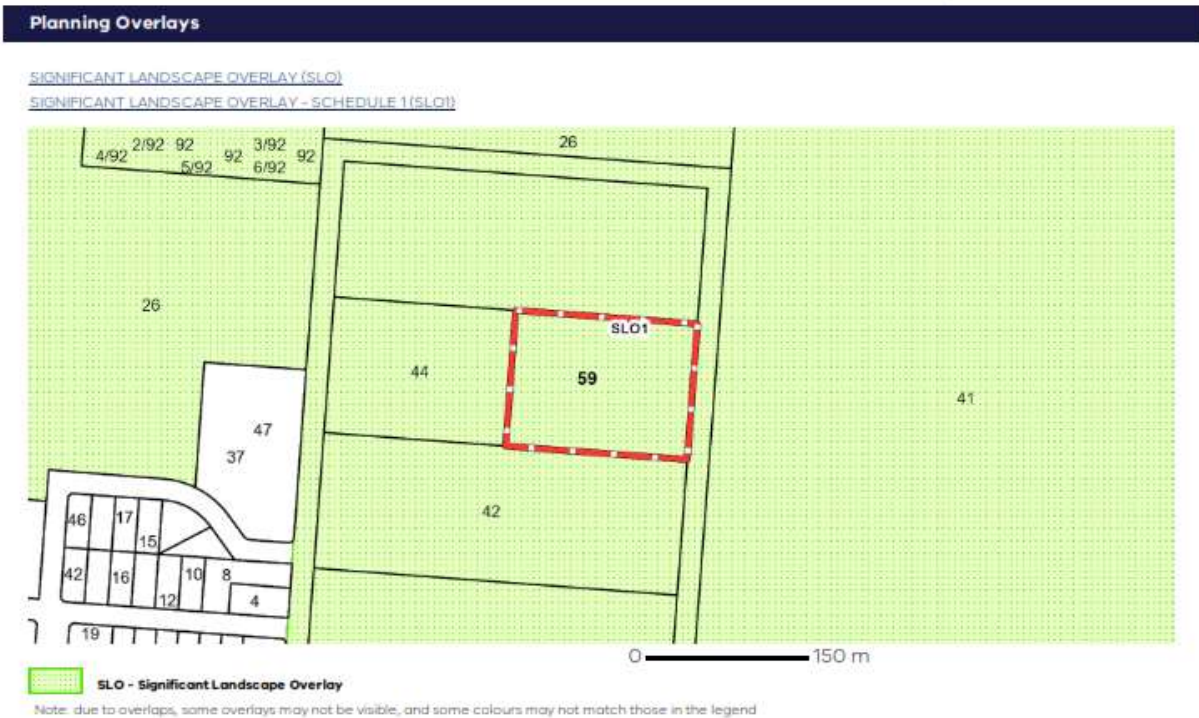 Planning Overlays
SIGNIFICANT LANDSCAPE OVERLAY (SLO)
SIGNIFICANT LANDSCAPE OVERLAY - SCHEDULE 1 (SLO1)
26
2/92 92 3/92
4/92 92 92
5/92 6/92
26
SLO1
44
59
41
47
37
42
46 17
15
42 16 10 8
12 4
19
0 150 m
SLO - Significant Landscape Overlay
Note: due to overlaps, some overlays may not be visible, and some colours may not match those in the legend